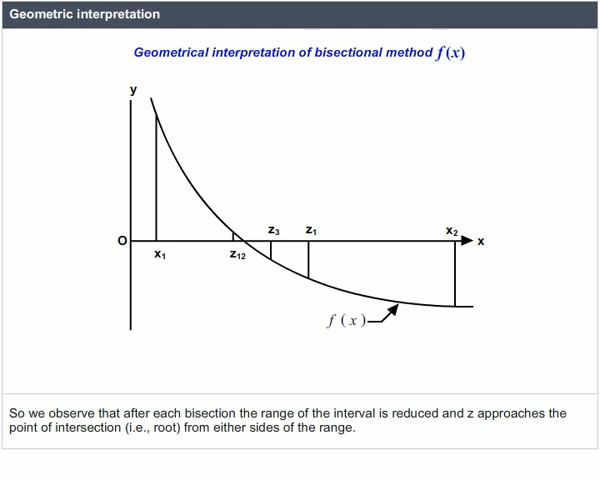 Geometric interpretation
Geometrical interpretation of bisectional method f(x)
y
z₃ z₁ x₂
O x
x₁ z₁₂
f (x)
So we observe that after each bisection the range of the interval is reduced and z approaches the
point of intersection (i.e., root) from either sides of the range.